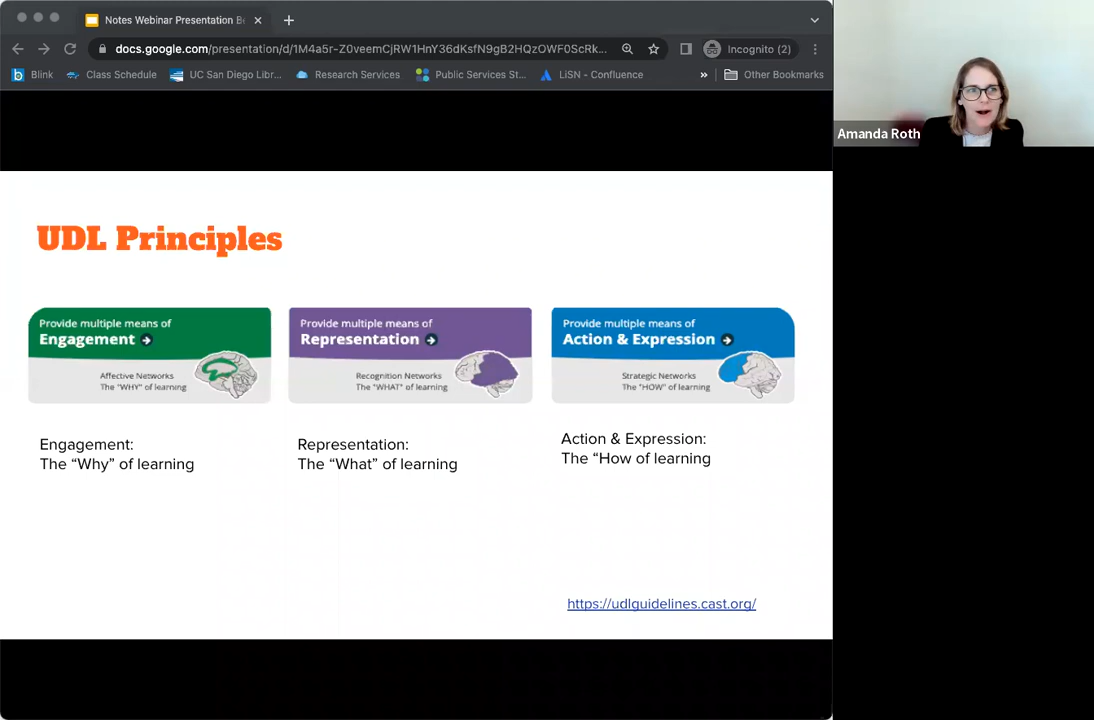 Notes Webinar Presentation Be
docs.google.com/presentation/d/1M4a5r-Z0veemCjRW1HnY36dKsfN9gB2HQzOWF0ScRk...
Incognito (2)
Blink
Class Schedule
UC San Diego Libr...
Research Services
Public Services St...
LiSN - Confluence
»
Other Bookmarks
Amanda Roth
UDL Principles
Provide multiple means of
Engagement
Affective Networks
The "WHY" of learning
Provide multiple means of
Representation
Recognition Networks
The "WHAT" of learning
Provide multiple means of
Action & Expression
Strategic Networks
The "HOW" of learning
Engagement:
The “Why” of learning
Representation:
The “What” of learning
Action & Expression:
The “How of learning
https://udlguidelines.cast.org/